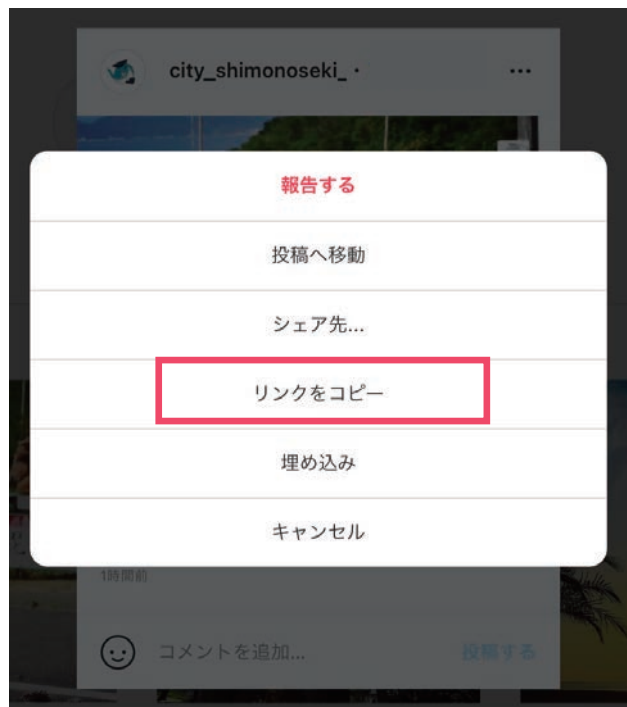 city_shimonoseki_ •
報告する
投稿へ移動
シェア先...
リンクをコピー
埋め込み
キャンセル
1時間前
コメントを追加...
投稿する